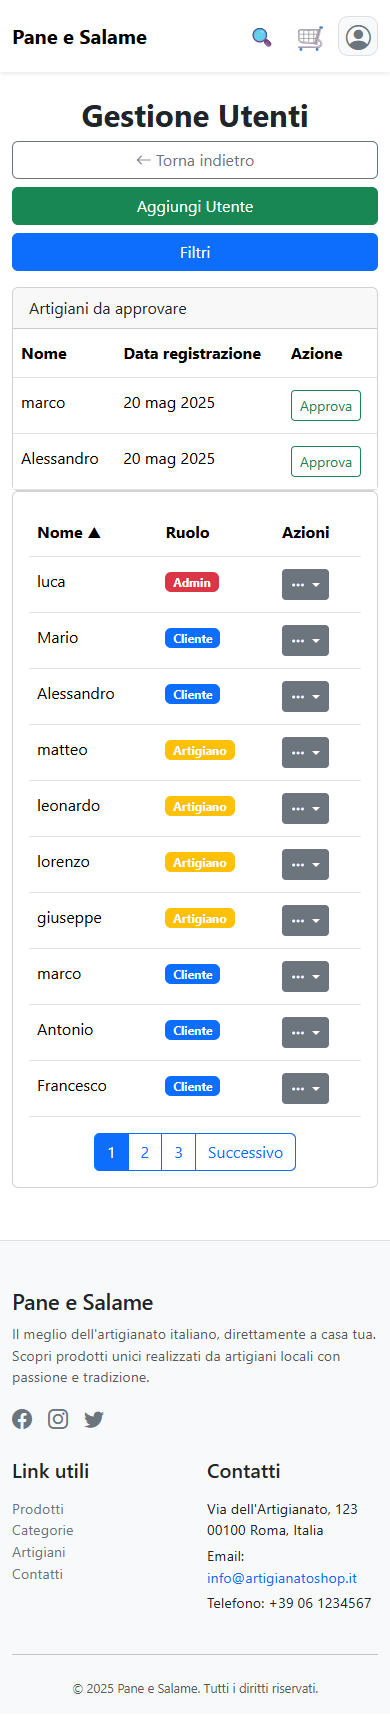 Pane e Salame
Gestione Utenti
← Torna indietro
Aggiungi Utente
Filtri
Artigiani da approvare
Nome Data registrazione Azione
marco 20 mag 2025 Approva
Alessandro 20 mag 2025 Approva
Nome ▲ Ruolo Azioni
luca Admin ···
Mario Cliente ···
Alessandro Cliente ···
matteo Artigiano ···
leonardo Artigiano ···
lorenzo Artigiano ···
giuseppe Artigiano ···
marco Cliente ···
Antonio Cliente ···
Francesco Cliente ···
1 2 3 Successivo
Pane e Salame
Il meglio dell'artigianato italiano, direttamente a casa tua.
Scopri prodotti unici realizzati da artigiani locali con
passione e tradizione.
Link utili
Prodotti
Categorie
Artigiani
Contatti
Contatti
Via dell'Artigianato, 123
00100 Roma, Italia
Email:
info@artigianatoshop.it
Telefono: +39 06 1234567
© 2025 Pane e Salame. Tutti i diritti riservati.